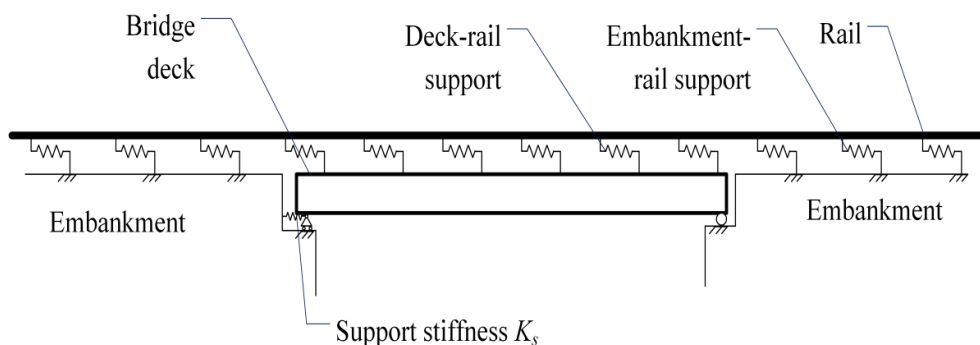 Bridge
deck
Deck-rail
support
Embankment-
rail support
Rail
Embankment
Embankment
Support stiffness Ks